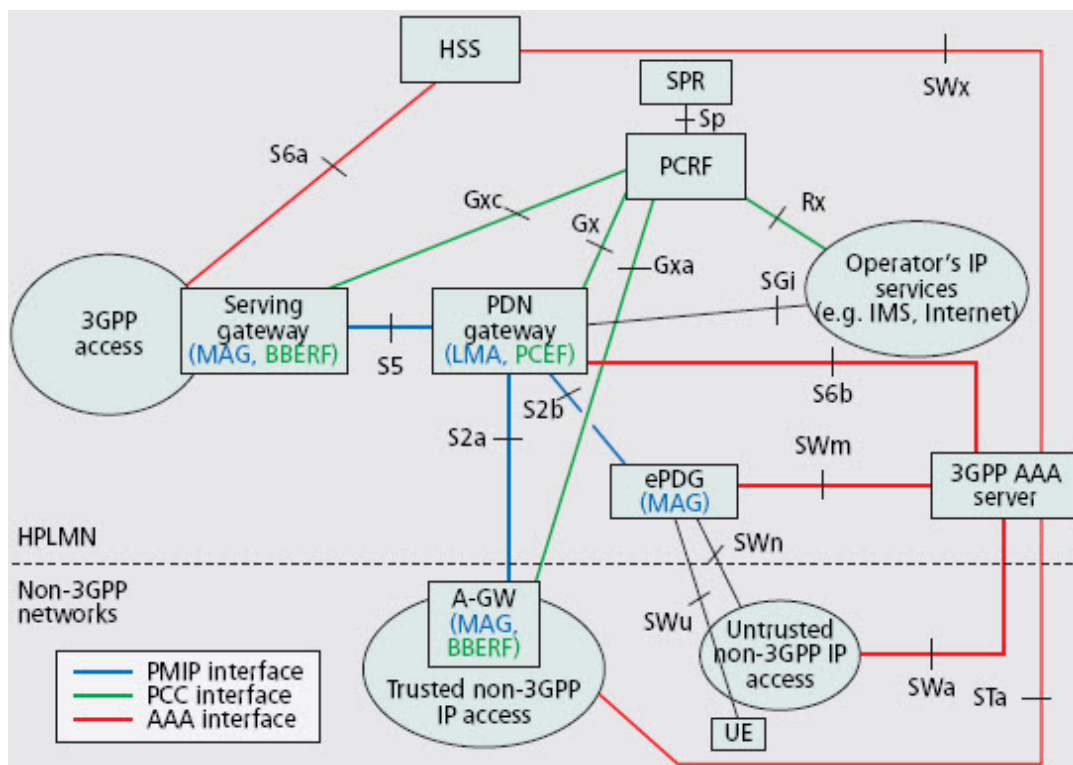 HSS
SWx
SPR
Sp
S6a
PCRF
Gxc
Rx
Gx
Gxa
SGi
Operator's IP
services
(e.g. IMS, Internet)
3GPP
access
Serving
gateway
(MAG, BBERF)
S5
PDN
gateway
(LMA, PCEF)
S6b
S2b
S2a
SWm
ePDG
(MAG)
3GPP AAA
server
HPLMN
SWn
Non-3GPP
networks
A-GW
(MAG,
BBERF)
SWu
Untrusted
non-3GPP IP
access
SWa
STa
Trusted non-3GPP
IP access
UE
PMIP interface
PCC interface
AAA interface